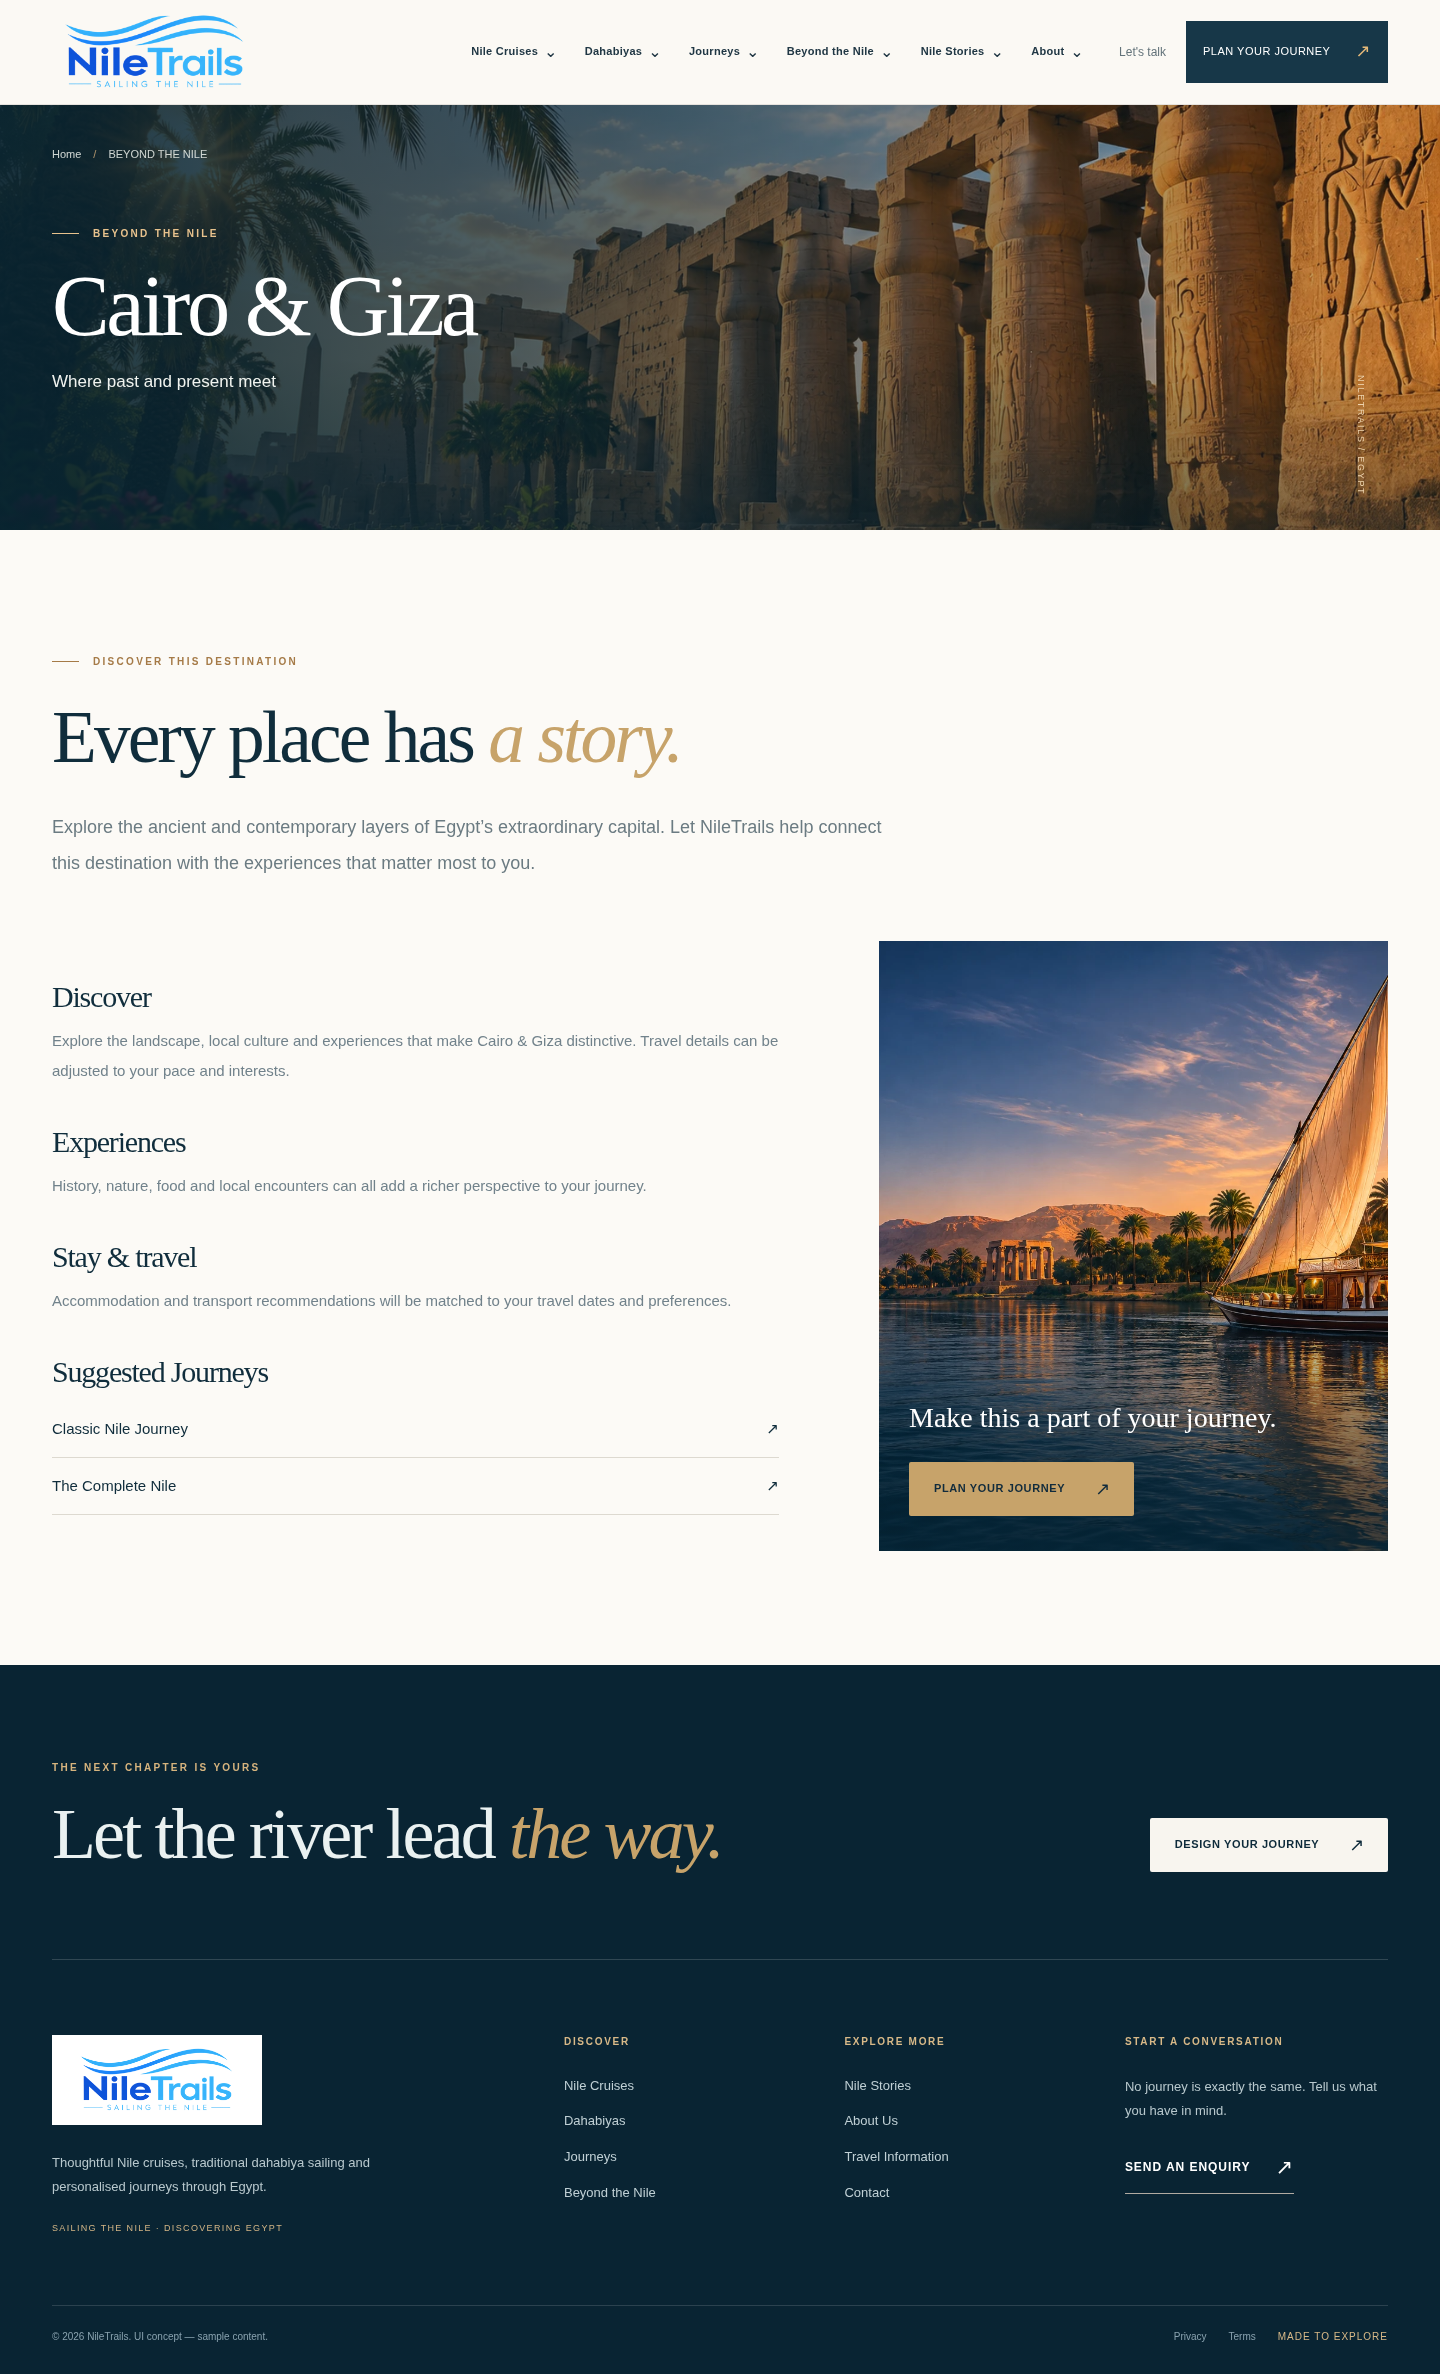 NileTrails
SAILING THE NILE
Nile Cruises
Dahabiyas
Journeys
Beyond the Nile
Nile Stories
About
Let's talk
PLAN YOUR JOURNEY ↗
Home / BEYOND THE NILE
BEYOND THE NILE
Cairo & Giza
Where past and present meet
NILETRAILS / EGYPT
DISCOVER THIS DESTINATION
Every place has a story.
Explore the ancient and contemporary layers of Egypt’s extraordinary capital. Let NileTrails help connect
this destination with the experiences that matter most to you.
Discover
Explore the landscape, local culture and experiences that make Cairo & Giza distinctive. Travel details can be
adjusted to your pace and interests.
Experiences
History, nature, food and local encounters can all add a richer perspective to your journey.
Stay & travel
Accommodation and transport recommendations will be matched to your travel dates and preferences.
Suggested Journeys
Classic Nile Journey ↗
The Complete Nile ↗
Make this a part of your journey.
PLAN YOUR JOURNEY ↗
THE NEXT CHAPTER IS YOURS
Let the river lead the way.
DESIGN YOUR JOURNEY ↗
NileTrails
SAILING THE NILE
Thoughtful Nile cruises, traditional dahabiya sailing and
personalised journeys through Egypt.
SAILING THE NILE · DISCOVERING EGYPT
DISCOVER
Nile Cruises
Dahabiyas
Journeys
Beyond the Nile
EXPLORE MORE
Nile Stories
About Us
Travel Information
Contact
START A CONVERSATION
No journey is exactly the same. Tell us what
you have in mind.
SEND AN ENQUIRY ↗
© 2026 NileTrails. UI concept — sample content.
Privacy
Terms
MADE TO EXPLORE